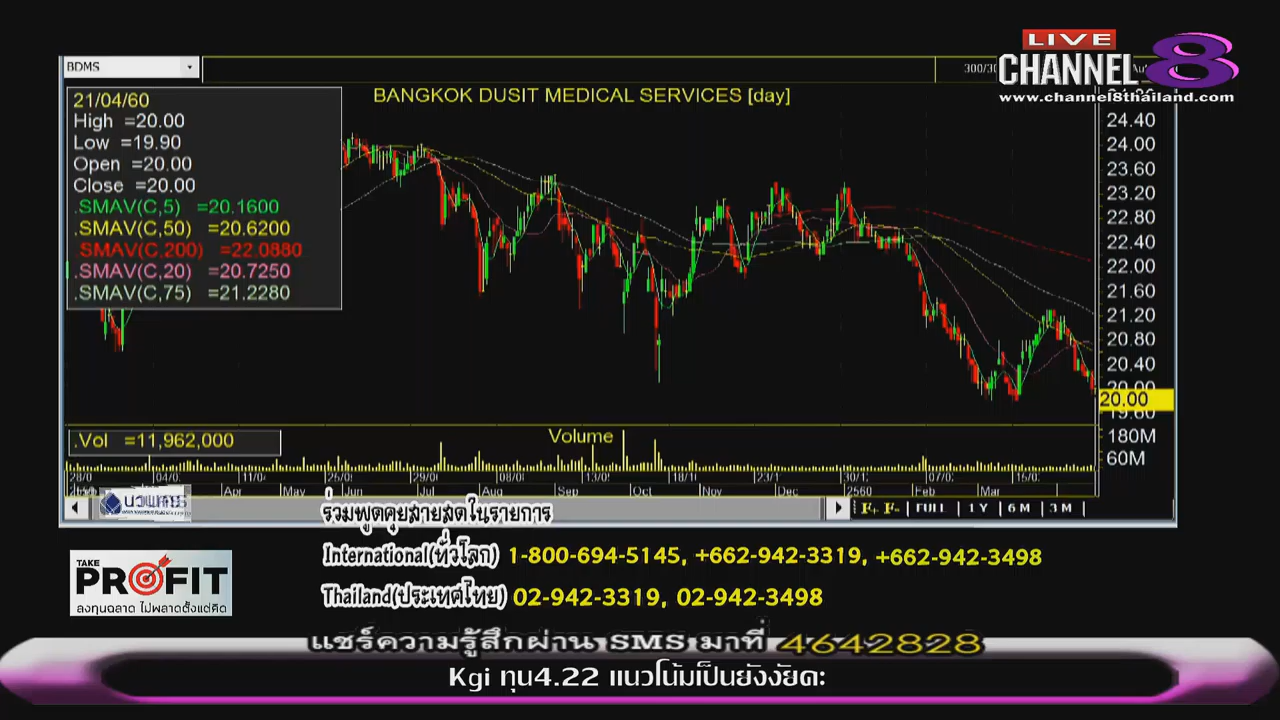 LIVE
CHANNEL 8
www.channel8thailand.com
BDMS
BANGKOK DUSIT MEDICAL SERVICES [day]
21/04/60
High =20.00
Low =19.90
Open =20.00
Close =20.00
.SMAV(C,5) =20.1600
.SMAV(C,50) =20.6200
.SMAV(C,200) =22.0880
.SMAV(C,20) =20.7250
.SMAV(C,75) =21.2280
24.40
24.00
23.60
23.20
22.80
22.40
22.00
21.60
21.20
20.80
20.40
20.00
20.00
19.60
.Vol =11,962,000
Volume
180M
60M
Apr May Jun Jul Aug Sep Oct Nov Dec 2560 Feb Mar
FULL | 1 Y | 6 M | 3 M |
ร่วมพูดคุยสายสดในรายการ
International(ทั่วโลก) 1-800-694-5145, +662-942-3319, +662-942-3498
Thailand(ประเทศไทย) 02-942-3319, 02-942-3498
TAKE
PROFIT
ลงทุนฉลาด ไม่พลาดตั้งแต่คิด
แชร์ความรู้สึกผ่าน SMS มาที่ 4642828
Kgi ทุน4.22 แนวโน้มเป็นยังงัยคะ